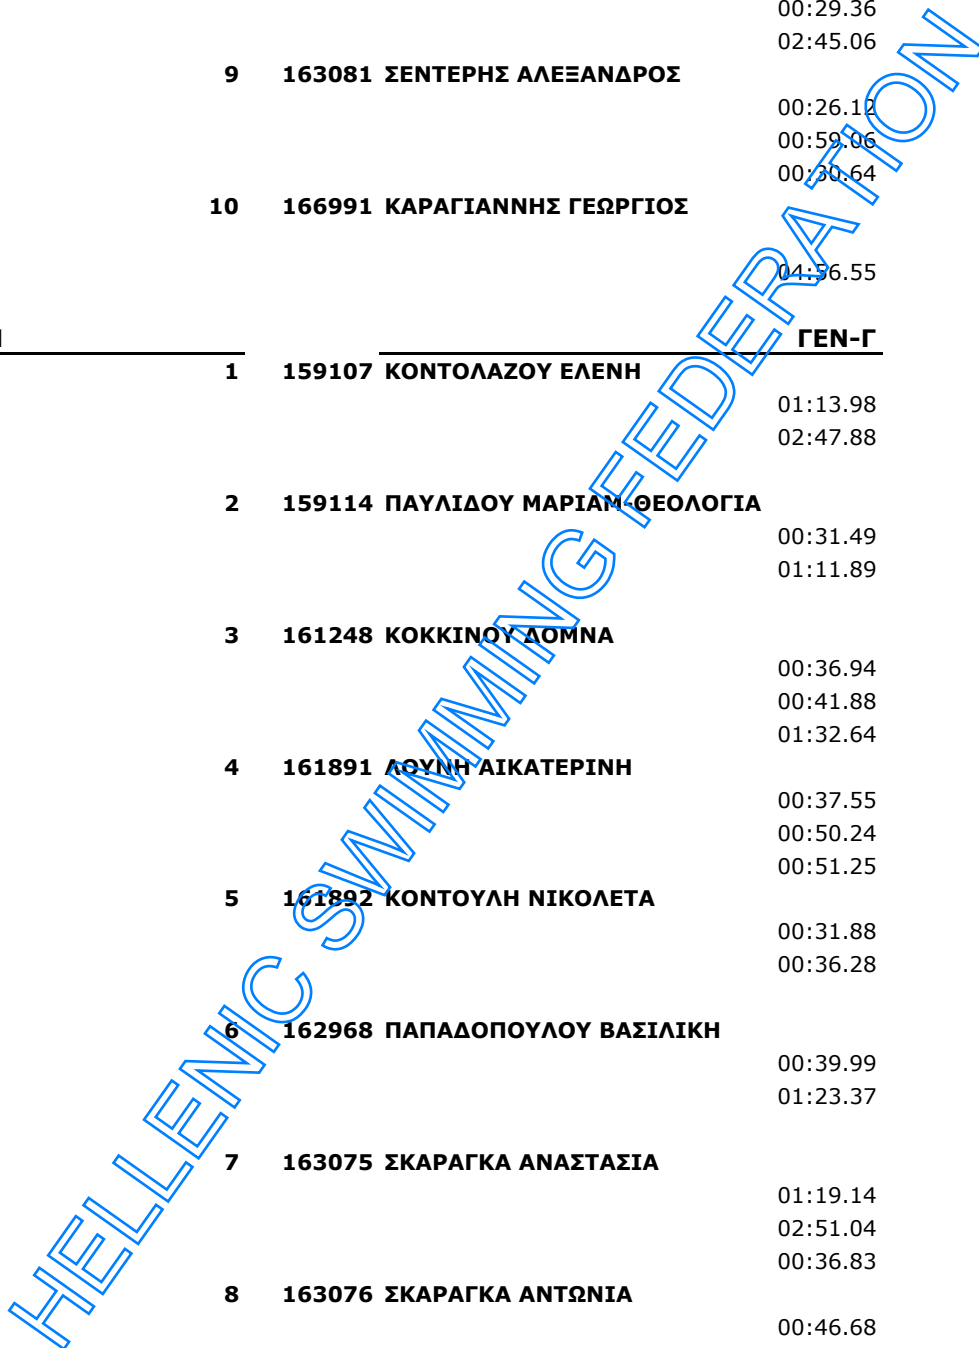 00:29.36
02:45.06
9 163081 ΣΕΝΤΕΡΗΣ ΑΛΕΞΑΝΔΡΟΣ
00:26.12
00:59.06
00:30.64
10 166991 ΚΑΡΑΓΙΑΝΝΗΣ ΓΕΩΡΓΙΟΣ
04:56.55
ΓΕΝ-Γ
1 159107 ΚΟΝΤΟΛΑΖΟΥ ΕΛΕΝΗ
01:13.98
02:47.88
2 159114 ΠΑΥΛΙΔΟΥ ΜΑΡΙΑΜ-ΘΕΟΛΟΓΙΑ
00:31.49
01:11.89
3 161248 ΚΟΚΚΙΝΟΥ ΔΟΜΝΑ
00:36.94
00:41.88
01:32.64
4 161891 ΛΟΥΝΗ ΑΙΚΑΤΕΡΙΝΗ
00:37.55
00:50.24
00:51.25
5 161892 ΚΟΝΤΟΥΛΗ ΝΙΚΟΛΕΤΑ
00:31.88
00:36.28
6 162968 ΠΑΠΑΔΟΠΟΥΛΟΥ ΒΑΣΙΛΙΚΗ
00:39.99
01:23.37
7 163075 ΣΚΑΡΑΓΚΑ ΑΝΑΣΤΑΣΙΑ
01:19.14
02:51.04
00:36.83
8 163076 ΣΚΑΡΑΓΚΑ ΑΝΤΩΝΙΑ
00:46.68
HELLENIC SWIMMING FEDERATION